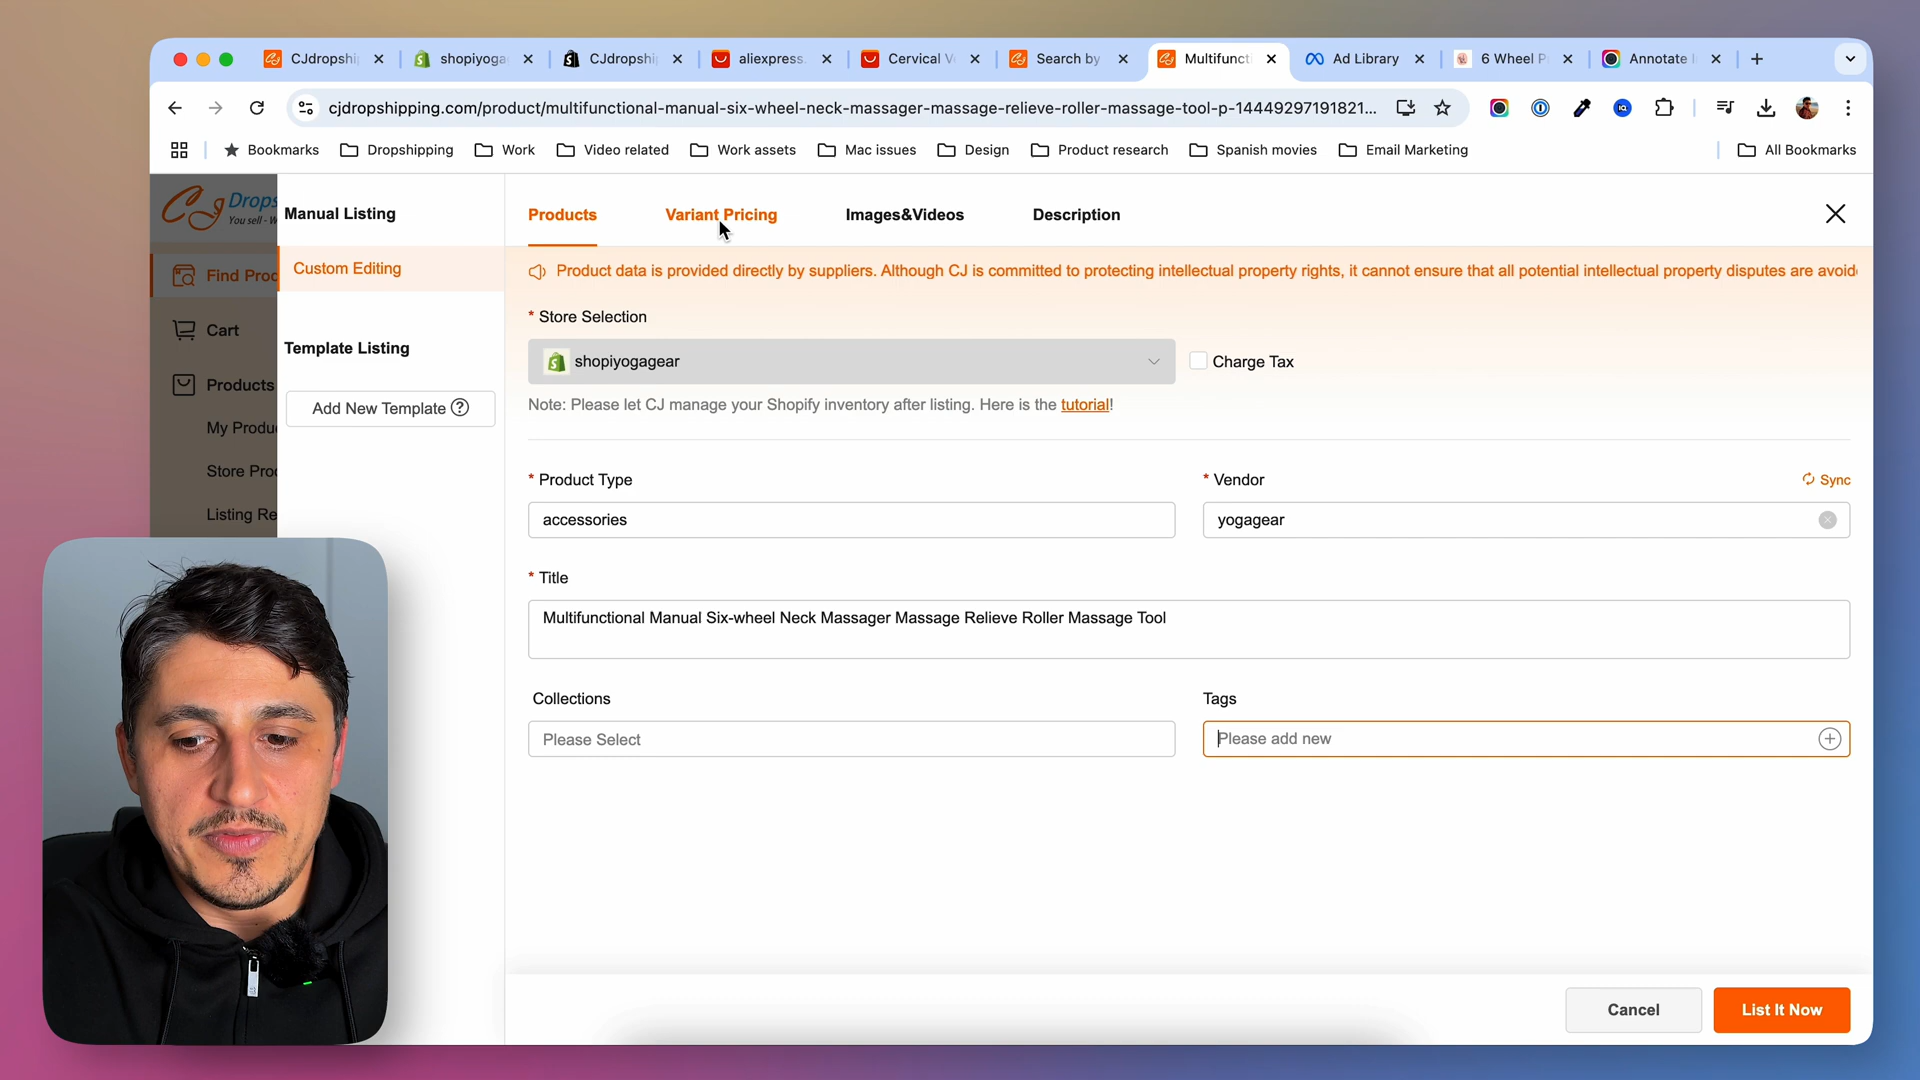 CJdropshi
shopiyoga
CJdropshi
aliexpress.
Cervical V
Search by
Multifuncti
Ad Library
6 Wheel P
Annotate I
cjdropshipping.com/product/multifunctional-manual-six-wheel-neck-massager-massage-relieve-roller-massage-tool-p-14449297191821...
Bookmarks
Dropshipping
Work
Video related
Work assets
Mac issues
Design
Product research
Spanish movies
Email Marketing
All Bookmarks
CJ Drops
You sell - W
Find Proc
Cart
Products
My Produ
Store Pro
Listing Re
Manual Listing
Custom Editing
Template Listing
Add New Template
Products
Variant Pricing
Images&Videos
Description
Product data is provided directly by suppliers. Although CJ is committed to protecting intellectual property rights, it cannot ensure that all potential intellectual property disputes are avoid
* Store Selection
shopiyogagear
Charge Tax
Note: Please let CJ manage your Shopify inventory after listing. Here is the tutorial!
* Product Type
accessories
* Vendor
Sync
yogagear
* Title
Multifunctional Manual Six-wheel Neck Massager Massage Relieve Roller Massage Tool
Collections
Please Select
Tags
Please add new
Cancel
List It Now